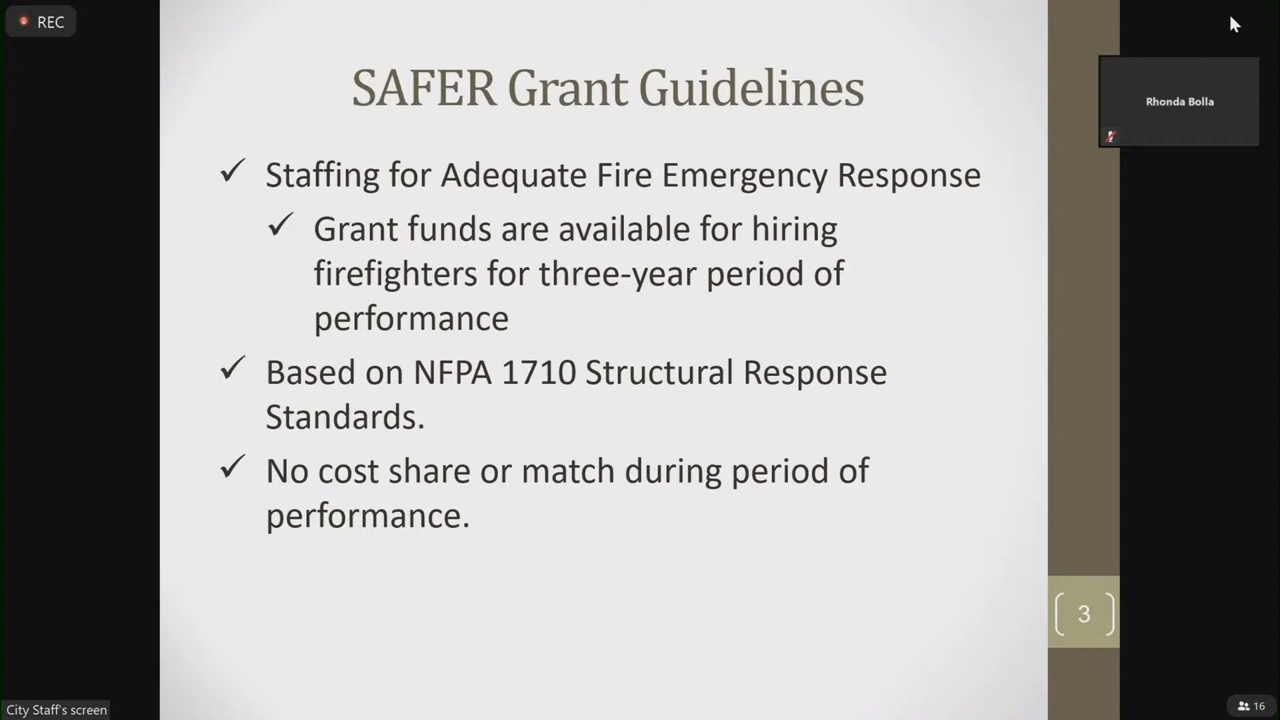 REC
SAFER Grant Guidelines
Rhonda Bolla
✓ Staffing for Adequate Fire Emergency Response
✓ Grant funds are available for hiring
firefighters for three-year period of
performance
✓ Based on NFPA 1710 Structural Response
Standards.
✓ No cost share or match during period of
performance.
3
City Staff's screen
16